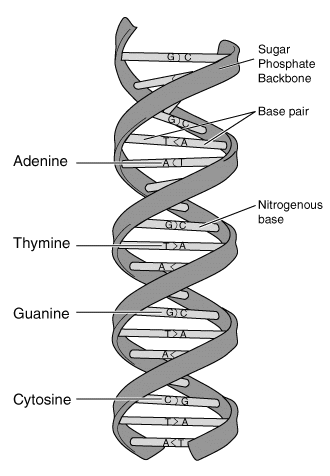 G C
Sugar
Phosphate
Backbone
G C
Base pair
T A
Adenine
A T
Nitrogenous
base
G C
Thymine
T A
A
Guanine
G C
T A
A
Cytosine
C G
T A
A T